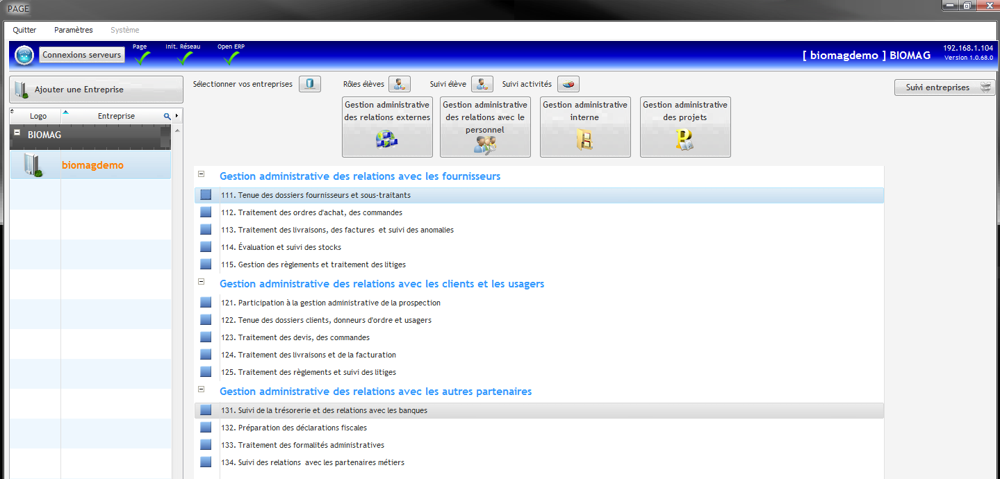 PAGE
Quitter Paramètres Système
Connexions serveurs Page Init. Réseau Open ERP [ biomagdemo ] BIOMAG 192.168.1.104
Version 1.0.68.0
Ajouter une Entreprise
Sélectionner vos entreprises Rôles élèves Suivi élève Suivi activités Suivi entreprises
Logo Entreprise
BIOMAG
biomagdemo
Gestion administrative
des relations externes
Gestion administrative
des relations avec le
personnel
Gestion administrative
interne
Gestion administrative
des projets
Gestion administrative des relations avec les fournisseurs
111. Tenue des dossiers fournisseurs et sous-traitants
112. Traitement des ordres d'achat, des commandes
113. Traitement des livraisons, des factures  et suivi des anomalies
114. Évaluation et suivi des stocks
115. Gestion des règlements et traitement des litiges
Gestion administrative des relations avec les clients et les usagers
121. Participation à la gestion administrative de la prospection
122. Tenue des dossiers clients, donneurs d'ordre et usagers
123. Traitement des devis, des commandes
124. Traitement des livraisons et de la facturation
125. Traitement des règlements et suivi des litiges
Gestion administrative des relations avec les autres partenaires
131. Suivi de la trésorerie et des relations avec les banques
132. Préparation des déclarations fiscales
133. Traitement des formalités administratives
134. Suivi des relations  avec les partenaires métiers